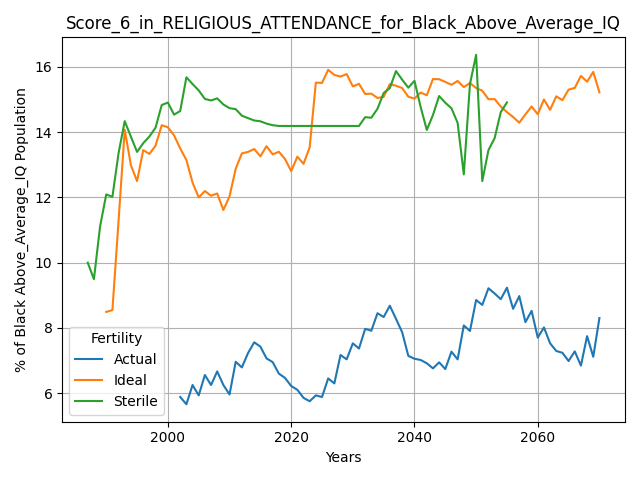 Score_6_in_RELIGIOUS_ATTENDANCE_for_Black_Above_Average_IQ
% of Black Above_Average_IQ Population
16
14
12
10
8
6
Fertility
Actual
Ideal
Sterile
2000
2020
2040
2060
Years